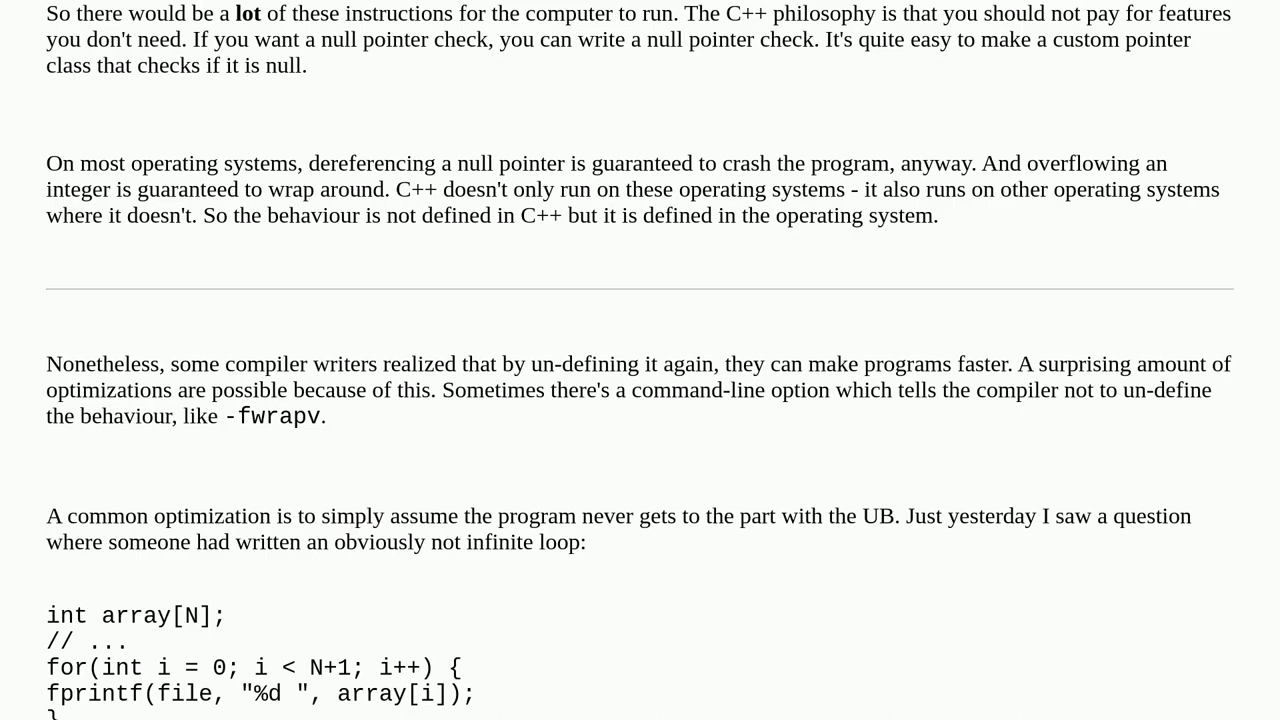 So there would be a lot of these instructions for the computer to run. The C++ philosophy is that you should not pay for features
you don't need. If you want a null pointer check, you can write a null pointer check. It's quite easy to make a custom pointer
class that checks if it is null.
On most operating systems, dereferencing a null pointer is guaranteed to crash the program, anyway. And overflowing an
integer is guaranteed to wrap around. C++ doesn't only run on these operating systems - it also runs on other operating systems
where it doesn't. So the behaviour is not defined in C++ but it is defined in the operating system.
Nonetheless, some compiler writers realized that by un-defining it again, they can make programs faster. A surprising amount of
optimizations are possible because of this. Sometimes there's a command-line option which tells the compiler not to un-define
the behaviour, like -fwrapv.
A common optimization is to simply assume the program never gets to the part with the UB. Just yesterday I saw a question
where someone had written an obviously not infinite loop:
int array[N];
// ...
for(int i = 0; i < N+1; i++) {
fprintf(file, "%d ", array[i]);
}